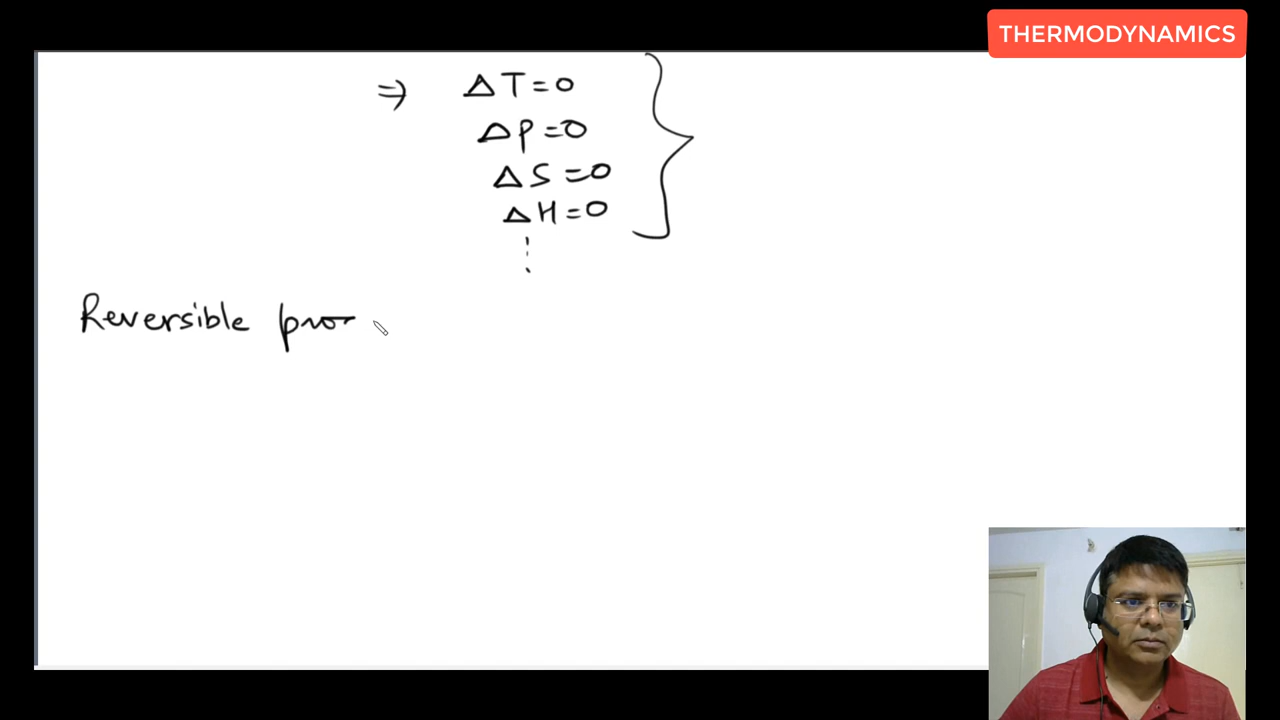 THERMODYNAMICS
⇒ ΔT=0
ΔP=0
ΔS=0
ΔH=0
Reversible pro